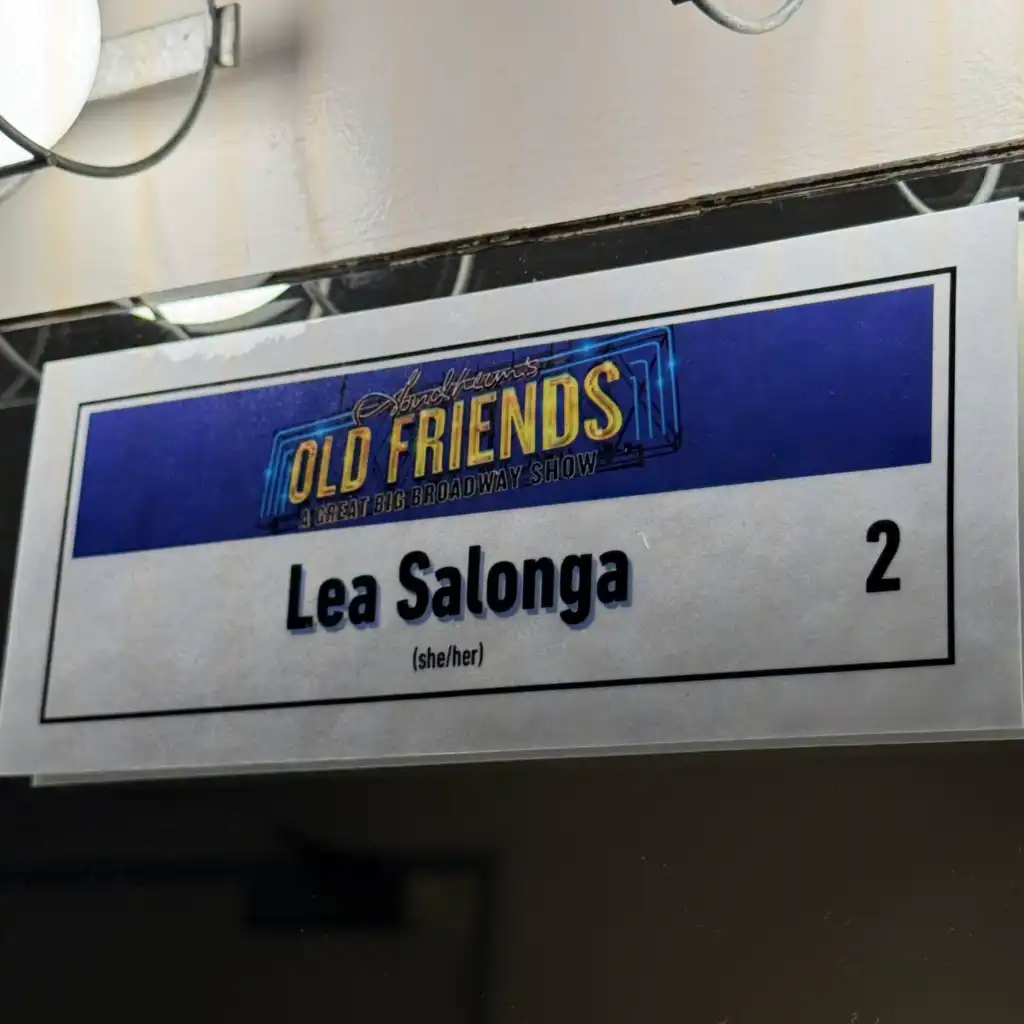 Sondheim's
OLD FRIENDS
A GREAT BIG BROADWAY SHOW
Lea Salonga
2
(she/her)